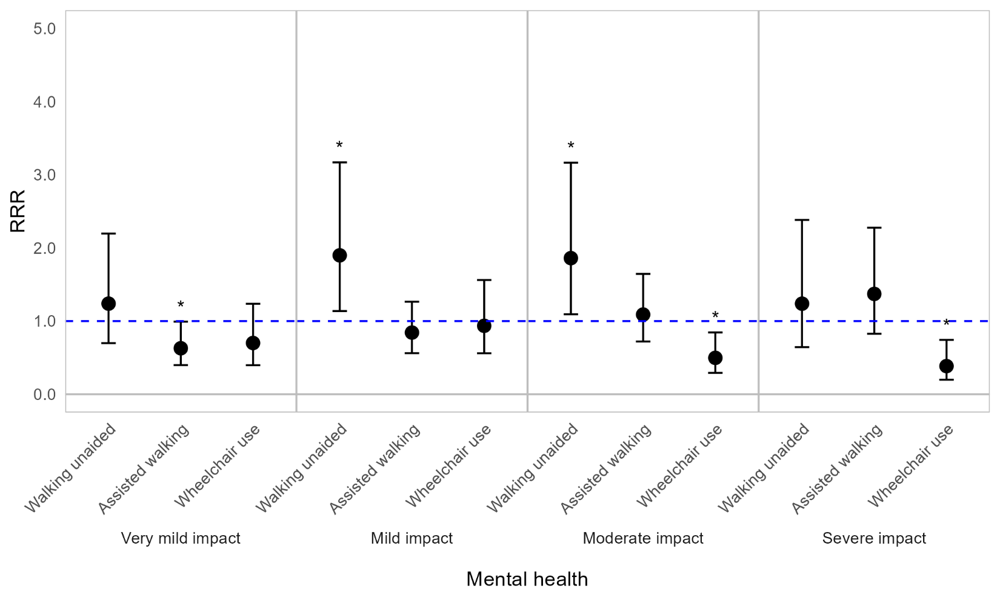 5.0
4.0
3.0
2.0
1.0
0.0
RRR
*
*
*
*
*
Walking unaided
Assisted walking
Wheelchair use
Walking unaided
Assisted walking
Wheelchair use
Walking unaided
Assisted walking
Wheelchair use
Walking unaided
Assisted walking
Wheelchair use
Very mild impact
Mild impact
Moderate impact
Severe impact
Mental health